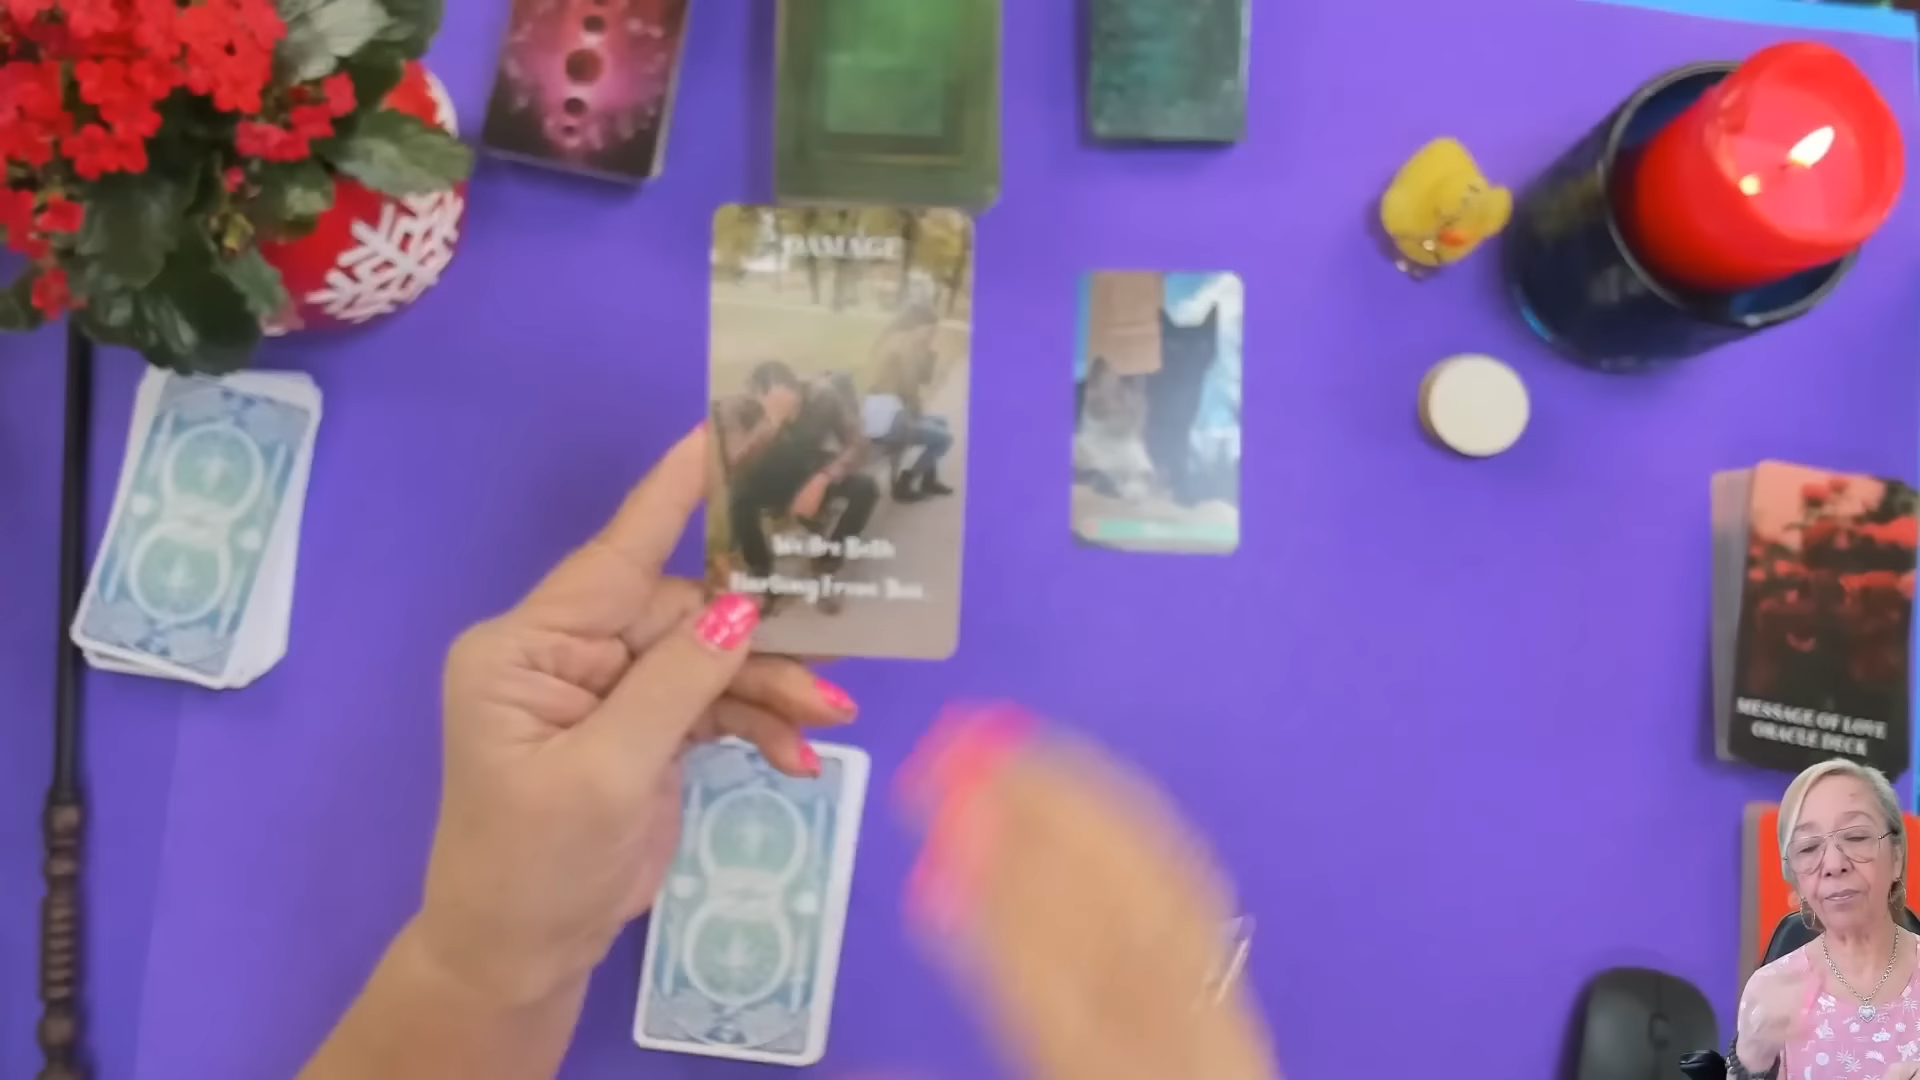 DAMAGE
We Are Both
Hurting From This.
MESSAGE OF LOVE
ORACLE DECK